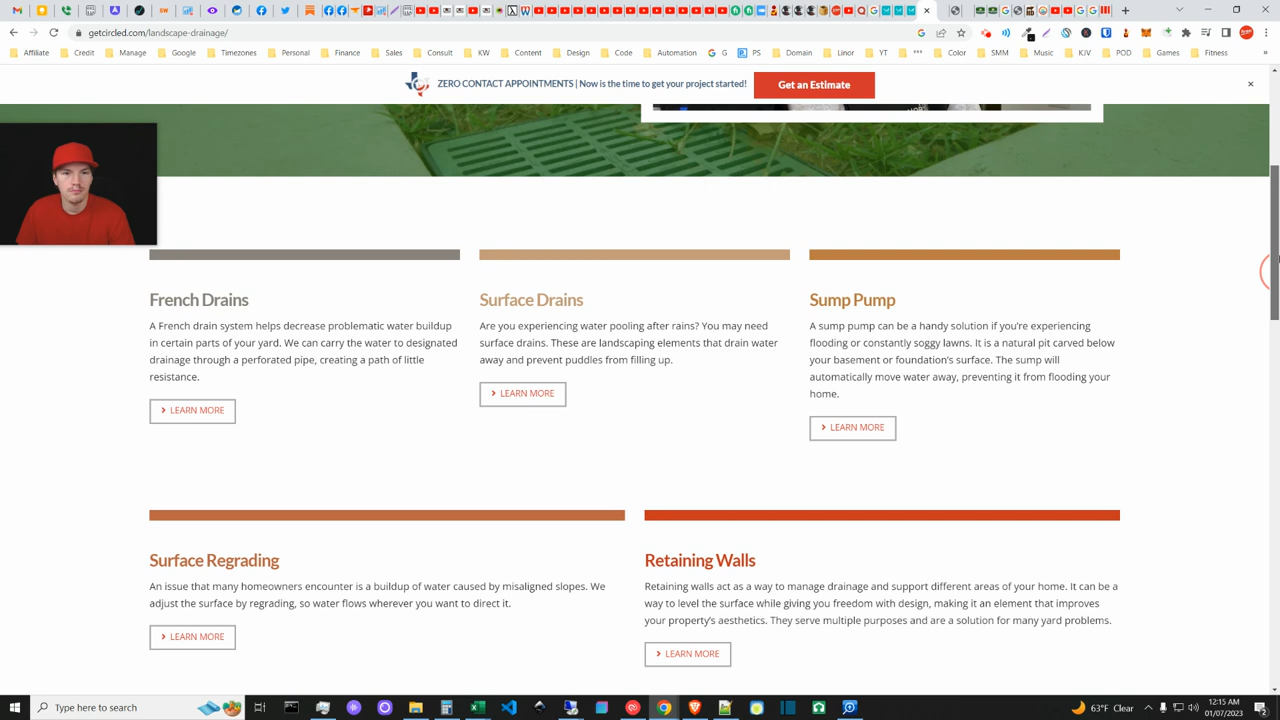 getcircled.com/landscape-drainage/
Affiliate Credit Manage Google Timezones Personal Finance Sales Consult KW Content Design Code Automation G PS Domain Linor YT *** Color SMM Music KJV POD Games Fitness
ZERO CONTACT APPOINTMENTS | Now is the time to get your project started! Get an Estimate
French Drains
A French drain system helps decrease problematic water buildup
in certain parts of your yard. We can carry the water to designated
drainage through a perforated pipe, creating a path of little
resistance.
LEARN MORE
Surface Drains
Are you experiencing water pooling after rains? You may need
surface drains. These are landscaping elements that drain water
away and prevent puddles from filling up.
LEARN MORE
Sump Pump
A sump pump can be a handy solution if you're experiencing
flooding or constantly soggy lawns. It is a natural pit carved below
your basement or foundation's surface. The sump will
automatically move water away, preventing it from flooding your
home.
LEARN MORE
Surface Regrading
An issue that many homeowners encounter is a buildup of water caused by misaligned slopes. We
adjust the surface by regrading, so water flows wherever you want to direct it.
LEARN MORE
Retaining Walls
Retaining walls act as a way to manage drainage and support different areas of your home. It can be a
way to level the surface while giving you freedom with design, making it an element that improves
your property's aesthetics. They serve multiple purposes and are a solution for many yard problems.
LEARN MORE
Type here to search
63°F Clear
12:15 AM
01/07/2023